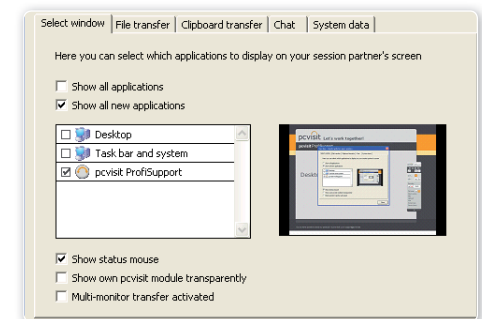 Select window File transfer Clipboard transfer Chat System data
Here you can select which applications to display on your session partner's screen
Show all applications
Show all new applications
Desktop
Task bar and system
pcvisit ProfiSupport
pcvisit Let's work together!
Show status mouse
Show own pcvisit module transparently
Multi-monitor transfer activated